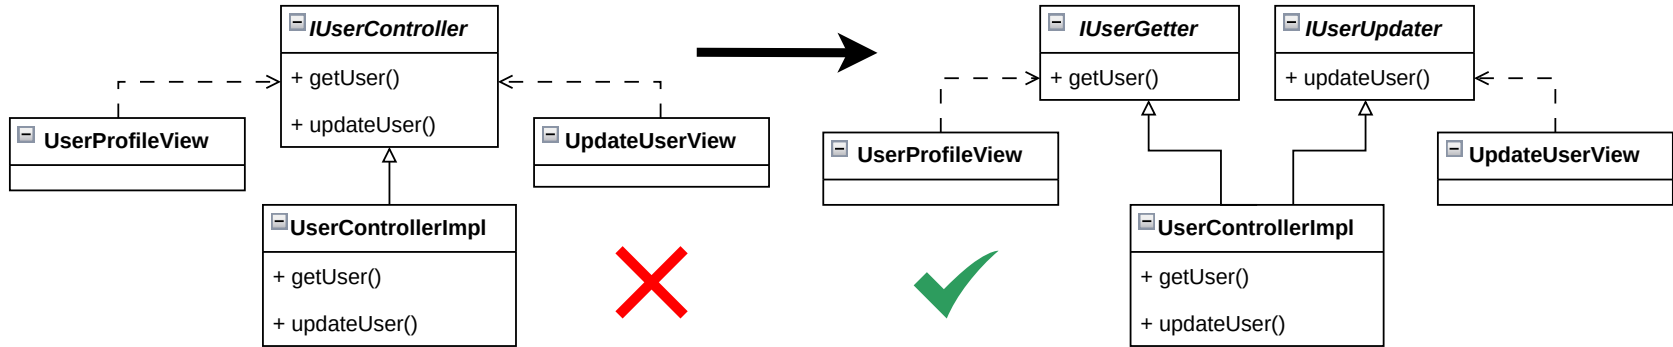 IUserController
+ getUser()
+ updateUser()
UserProfileView
UpdateUserView
UserControllerImpl
+ getUser()
+ updateUser()
IUserGetter
+ getUser()
IUserUpdater
+ updateUser()
UserProfileView
UpdateUserView
UserControllerImpl
+ getUser()
+ updateUser()